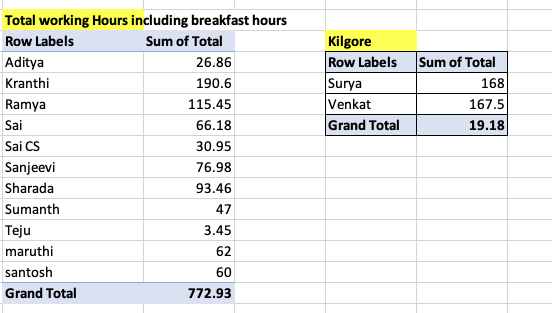 Total working Hours including breakfast hours
Row Labels Sum of Total
Aditya 26.86
Kranthi 190.6
Ramya 115.45
Sai 66.18
Sai CS 30.95
Sanjeevi 76.98
Sharada 93.46
Sumanth 47
Teju 3.45
maruthi 62
santosh 60
Grand Total 772.93
Kilgore
Row Labels Sum of Total
Surya 168
Venkat 167.5
Grand Total 19.18